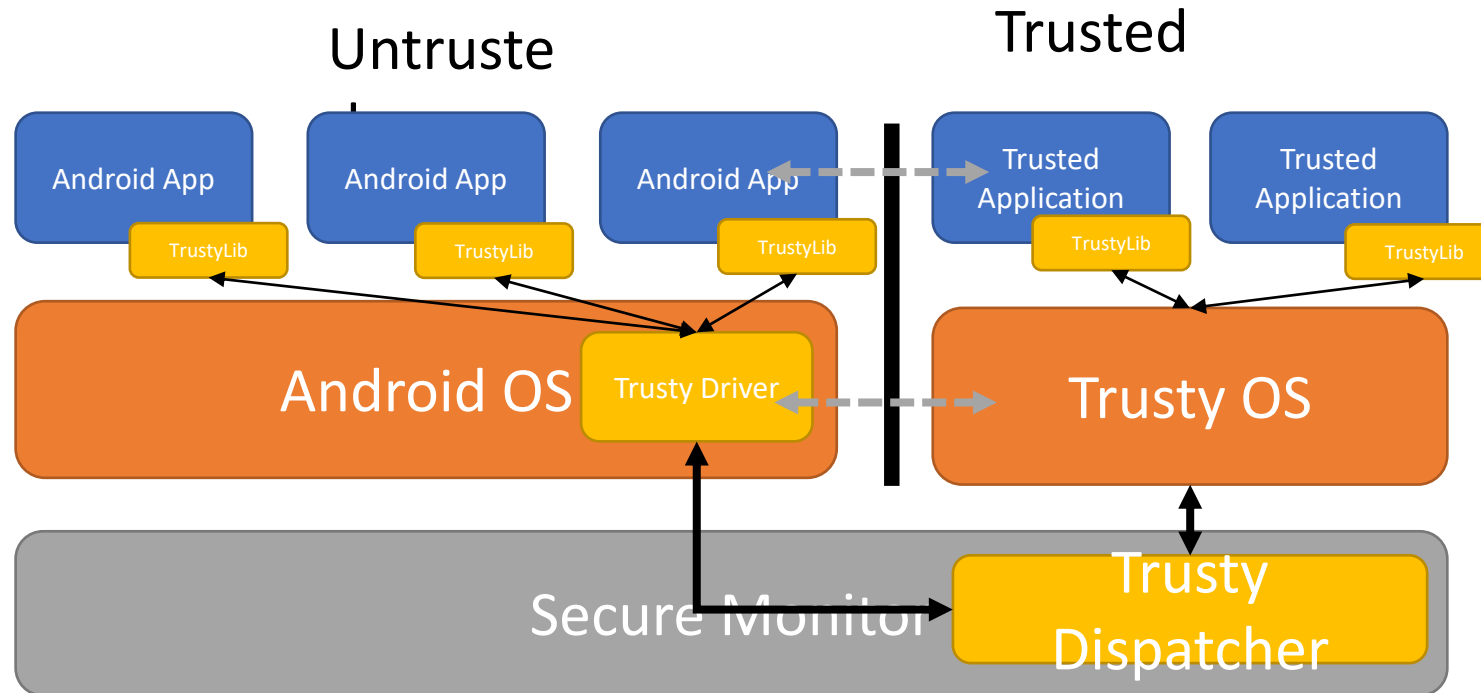 Untruste
Trusted
Android App
Android App
Android App
Trusted
Application
Trusted
Application
TrustyLib
TrustyLib
TrustyLib
TrustyLib
TrustyLib
Android OS
Trusty Driver
Trusty OS
Secure Monitor
Trusty
Dispatcher